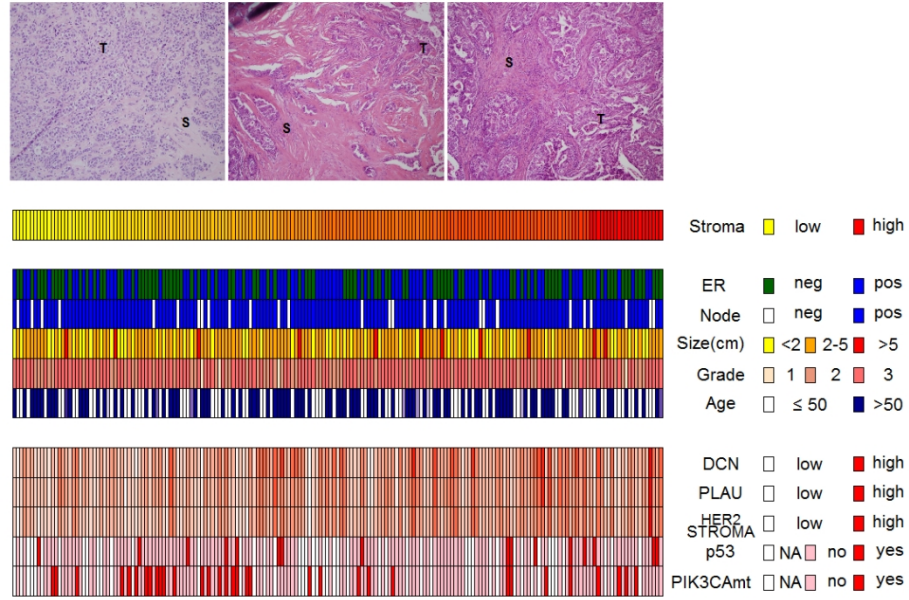 T
S
T
S
S
T
Stroma low high
ER neg pos
Node neg pos
Size(cm) <2 2-5 >5
Grade 1 2 3
Age ≤ 50 >50
DCN low high
PLAU low high
HER2
STROMA low high
p53 NA no yes
PIK3CAmt NA no yes